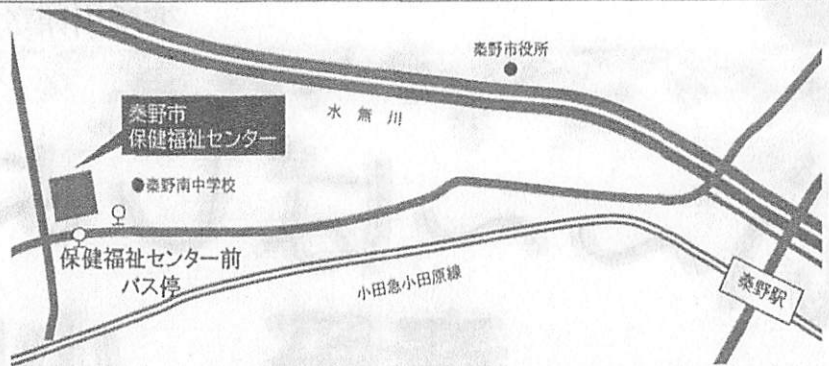 秦野市役所
水無川
秦野市
保健福祉センター
秦野南中学校
保健福祉センター前
バス停
小田急小田原線
秦野駅